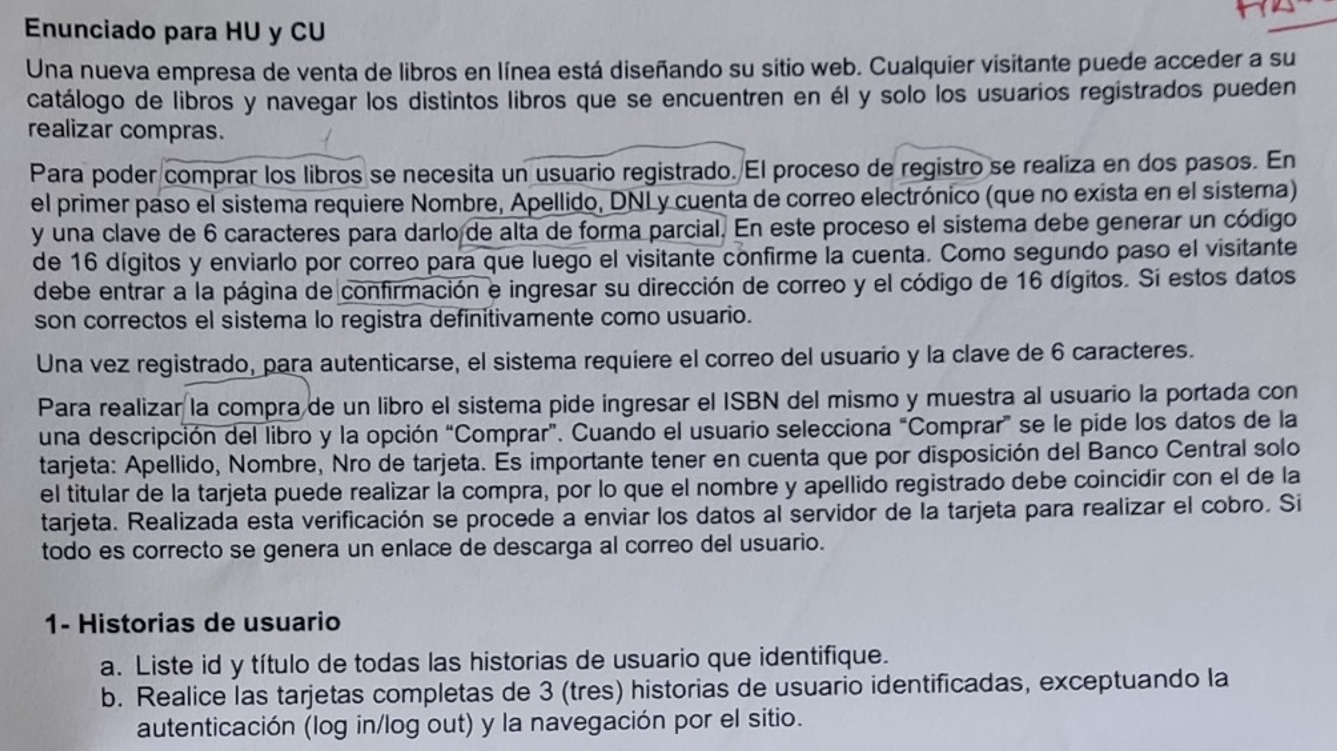 Enunciado para HU y CU
Una nueva empresa de venta de libros en línea está diseñando su sitio web. Cualquier visitante puede acceder a su
catálogo de libros y navegar los distintos libros que se encuentren en él y solo los usuarios registrados pueden
realizar compras.
Para poder comprar los libros se necesita un usuario registrado. El proceso de registro se realiza en dos pasos. En
el primer paso el sistema requiere Nombre, Apellido, DNI y cuenta de correo electrónico (que no exista en el sistema)
y una clave de 6 caracteres para darlo de alta de forma parcial. En este proceso el sistema debe generar un código
de 16 dígitos y enviarlo por correo para que luego el visitante confirme la cuenta. Como segundo paso el visitante
debe entrar a la página de confirmación e ingresar su dirección de correo y el código de 16 dígitos. Si estos datos
son correctos el sistema lo registra definitivamente como usuario.
Una vez registrado, para autenticarse, el sistema requiere el correo del usuario y la clave de 6 caracteres.
Para realizar la compra de un libro el sistema pide ingresar el ISBN del mismo y muestra al usuario la portada con
una descripción del libro y la opción “Comprar”. Cuando el usuario selecciona “Comprar” se le pide los datos de la
tarjeta: Apellido, Nombre, Nro de tarjeta. Es importante tener en cuenta que por disposición del Banco Central solo
el titular de la tarjeta puede realizar la compra, por lo que el nombre y apellido registrado debe coincidir con el de la
tarjeta. Realizada esta verificación se procede a enviar los datos al servidor de la tarjeta para realizar el cobro. Si
todo es correcto se genera un enlace de descarga al correo del usuario.
1- Historias de usuario
a. Liste id y título de todas las historias de usuario que identifique.
b. Realice las tarjetas completas de 3 (tres) historias de usuario identificadas, exceptuando la
autenticación (log in/log out) y la navegación por el sitio.